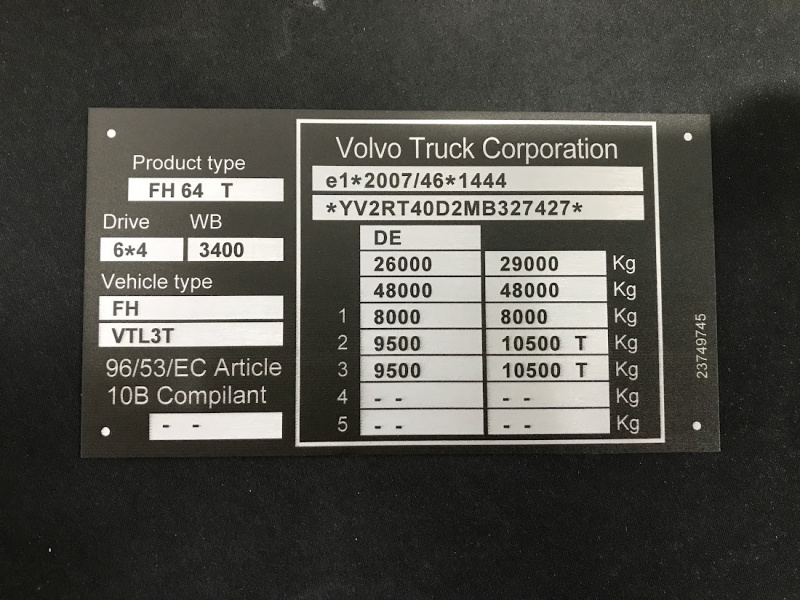 Product type
FH 64 T
Drive WB
6*4 3400
Vehicle type
FH
VTL3T
96/53/EC Article
10B Compilant
- -
Volvo Truck Corporation
e1*2007/46*1444
*YV2RT40D2MB327427*
DE
26000 29000 Kg
48000 48000 Kg
1 8000 8000 Kg
2 9500 10500 T Kg
3 9500 10500 T Kg
4 - - - - Kg
5 - - - - Kg
23749745